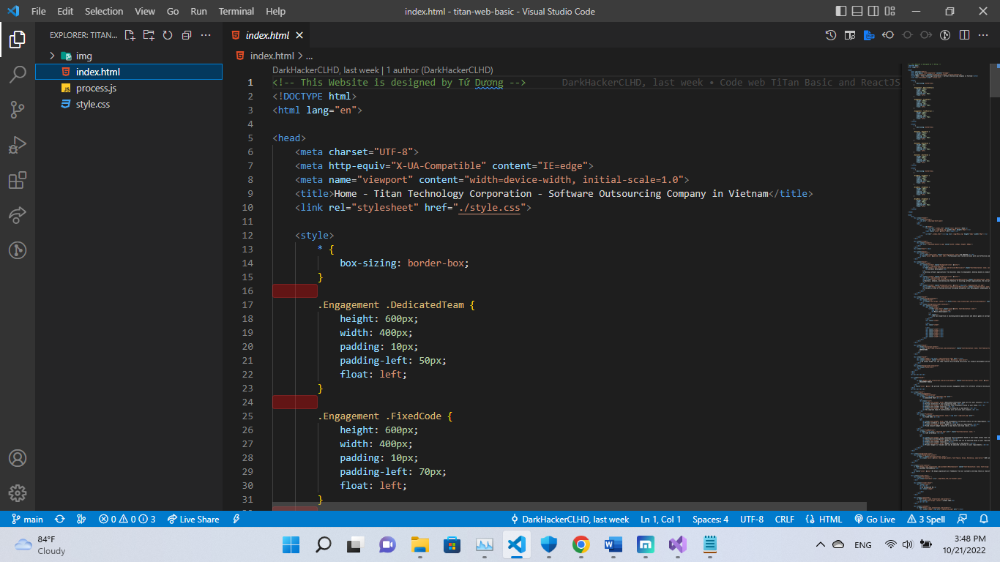 File Edit Selection View Go Run Terminal Help index.html - titan-web-basic - Visual Studio Code
EXPLORER: TITAN...
img
index.html
process.js
style.css
index.html
index.html > ...
DarkHackerCLHD, last week | 1 author (DarkHackerCLHD)
1 <!-- This Website is designed by Tứ Dương --> DarkHackerCLHD, last week • Code web TiTan Basic and ReactJS
2 <!DOCTYPE html>
3 <html lang="en">
4
5 <head>
6 <meta charset="UTF-8">
7 <meta http-equiv="X-UA-Compatible" content="IE=edge">
8 <meta name="viewport" content="width=device-width, initial-scale=1.0">
9 <title>Home - Titan Technology Corporation - Software Outsourcing Company in Vietnam</title>
10 <link rel="stylesheet" href="./style.css">
11
12 <style>
13 * {
14 box-sizing: border-box;
15 }
16
17 .Engagement .DedicatedTeam {
18 height: 600px;
19 width: 400px;
20 padding: 10px;
21 padding-left: 50px;
22 float: left;
23 }
24
25 .Engagement .FixedCode {
26 height: 600px;
27 width: 400px;
28 padding: 10px;
29 padding-left: 70px;
30 float: left;
31 }
main 0 0 3 Live Share DarkHackerCLHD, last week Ln 1, Col 1 Spaces: 4 UTF-8 CRLF HTML Go Live 3 Spell
84°F
Cloudy
ENG
3:48 PM
10/21/2022